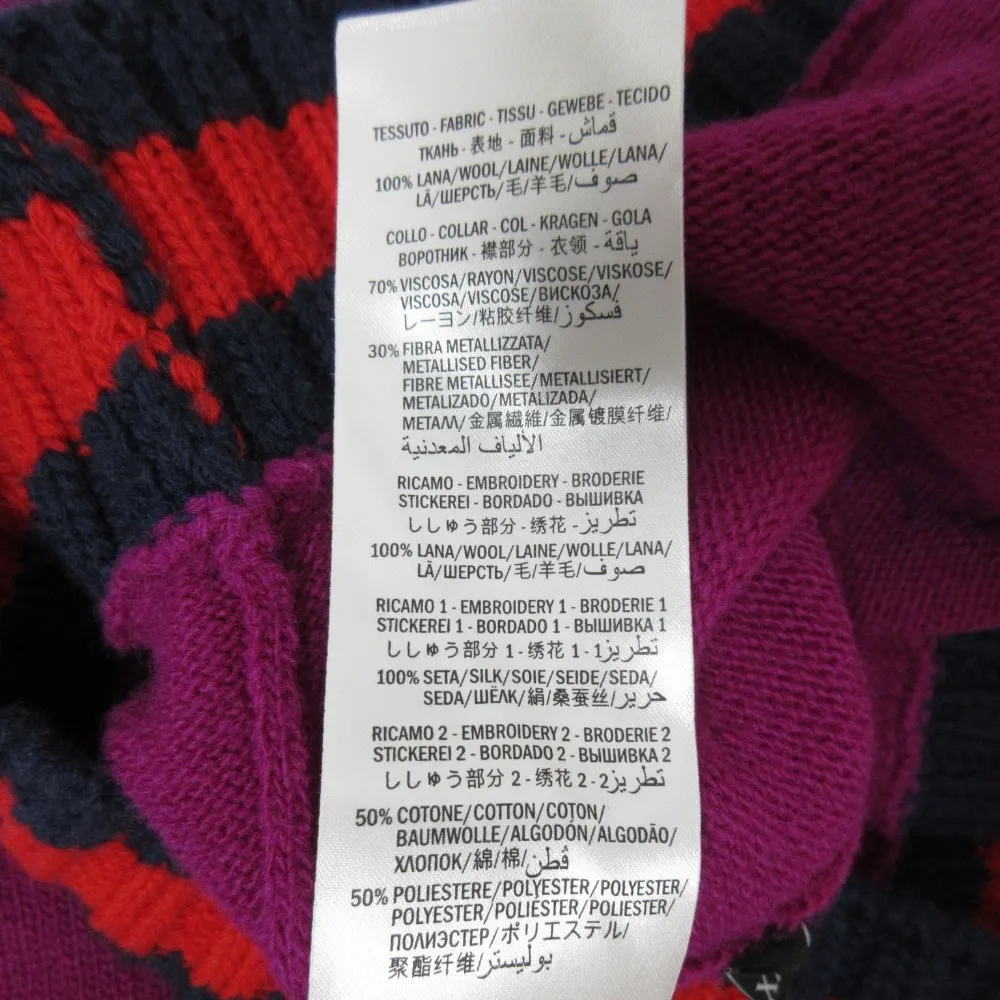 TESSUTO - FABRIC - TISSU - GEWEBE - TECIDO
ТКАНЬ - 表地 - 面料 - قماش
100% LANA/WOOL/LAINE/WOLLE/LANA/
LÃ/ШЕРСТЬ/毛/羊毛/صوف
COLLO - COLLAR - COL - KRAGEN - GOLA
ВОРОТНИК - 襟部分 - 衣领 - ياقة
70% VISCOSA/RAYON/VISCOSE/VISKOSE/
VISCOSA/VISCOSE/ВИСКОЗА/
レーヨン/粘胶纤维/فسكوز
30% FIBRA METALLIZZATA/
METALLISED FIBER/
FIBRE METALLISEE/METALLISIERT/
METALIZADO/METALIZADA/
МЕТАЛЛ/金属繊維/金属镀膜纤维/
الألياف المعدنية
RICAMO - EMBROIDERY - BRODERIE
STICKEREI - BORDADO - ВЫШИВКА
ししゅう部分 - 绣花 - تطريز
100% LANA/WOOL/LAINE/WOLLE/LANA/
LÃ/ШЕРСТЬ/毛/羊毛/صوف
RICAMO 1 - EMBROIDERY 1 - BRODERIE 1
STICKEREI 1 - BORDADO 1 - ВЫШИВКА 1
ししゅう部分 1 - 绣花 1 - تطريز1
100% SETA/SILK/SOIE/SEIDE/SEDA/
SEDA/ШЁЛК/絹/桑蚕丝/حرير
RICAMO 2 - EMBROIDERY 2 - BRODERIE 2
STICKEREI 2 - BORDADO 2 - ВЫШИВКА 2
ししゅう部分 2 - 绣花 2 - تطريز2
50% COTONE/COTTON/COTON/
BAUMWOLLE/ALGODÓN/ALGODÃO/
ХЛОПОК/綿/棉/قطن
50% POLIESTERE/POLYESTER/POLYESTER/
POLYESTER/POLIÉSTER/POLIESTER/
ПОЛИЭСТЕР/ポリエステル/
聚酯纤维/بوليستر